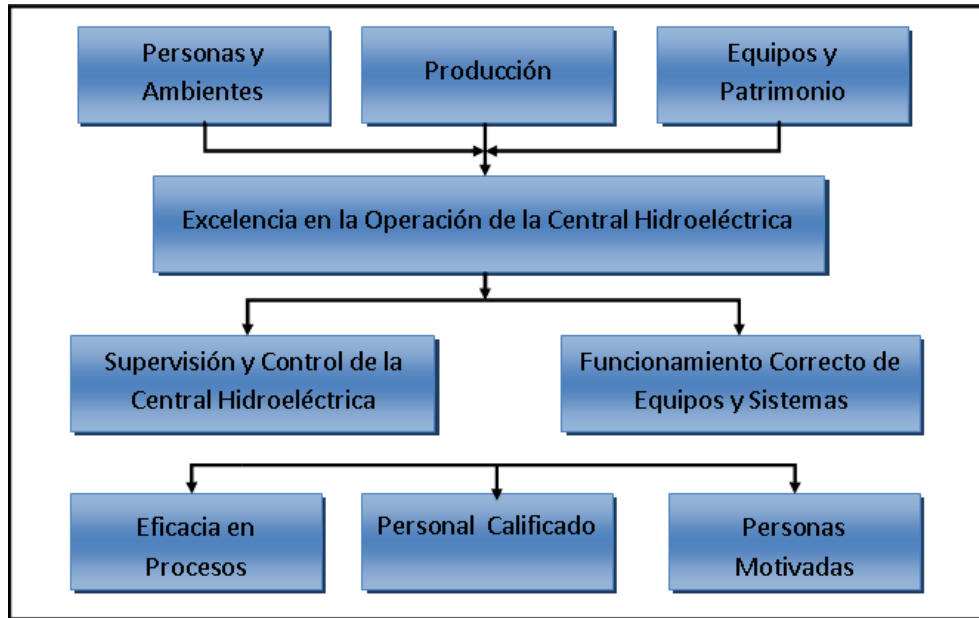 Personas y
Ambientes
Producción
Equipos y
Patrimonio
Excelencia en la Operación de la Central Hidroeléctrica
Supervisión y Control de la
Central Hidroeléctrica
Funcionamiento Correcto de
Equipos y Sistemas
Eficacia en
Procesos
Personal Calificado
Personas
Motivadas